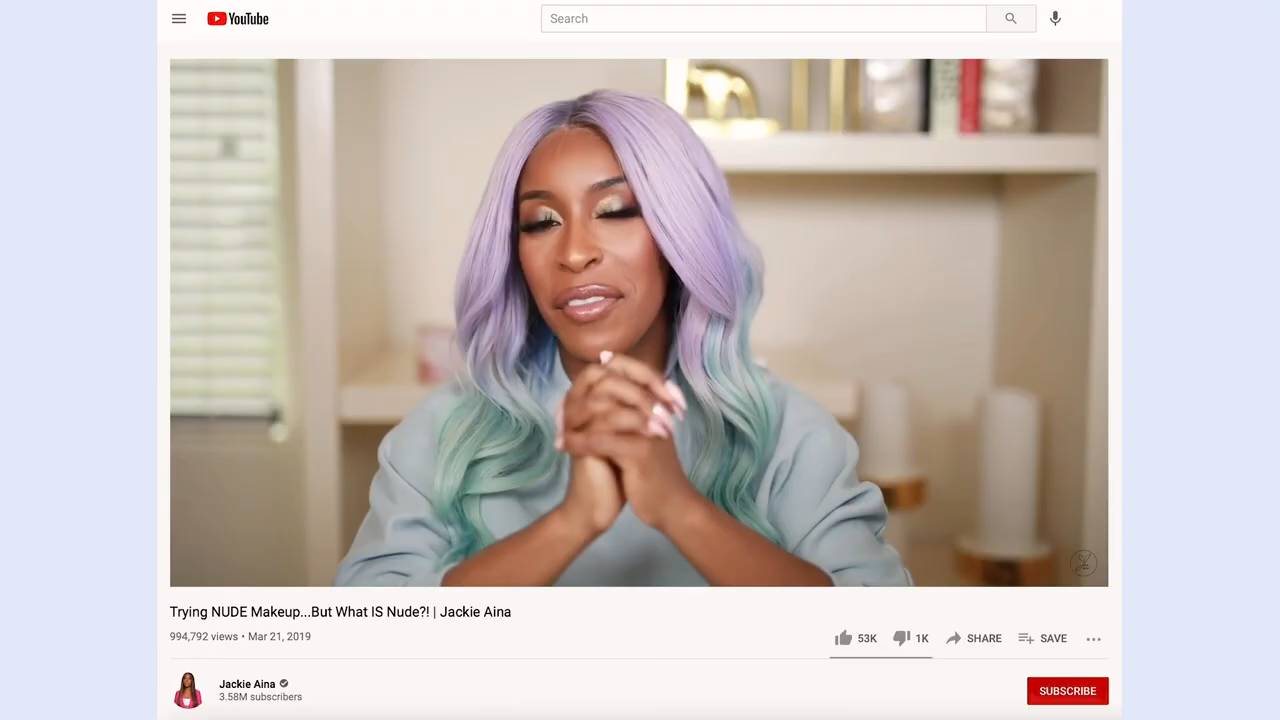 YouTube
Search
Trying NUDE Makeup...But What IS Nude?! | Jackie Aina
994,792 views • Mar 21, 2019
53K
1K
SHARE
SAVE
Jackie Aina
3.58M subscribers
SUBSCRIBE